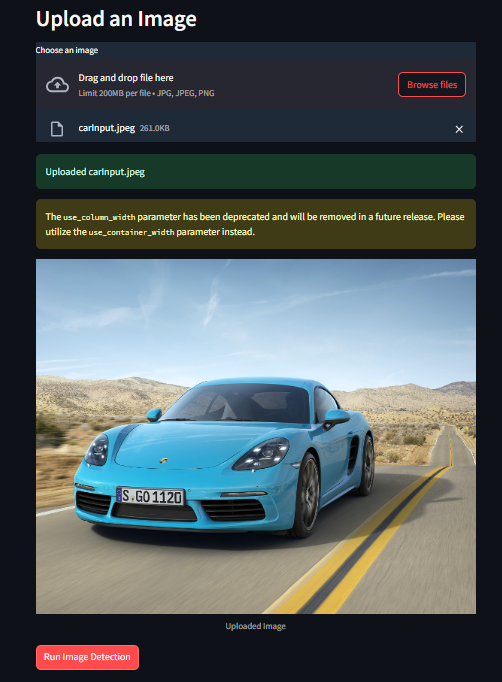 Upload an Image
Choose an image
Drag and drop file here
Limit 200MB per file • JPG, JPEG, PNG
Browse files
carInput.jpeg 261.0KB
Uploaded carInput.jpeg
The use_column_width parameter has been deprecated and will be removed in a future release. Please
utilize the use_container_width parameter instead.
S GO 1120
Uploaded Image
Run Image Detection